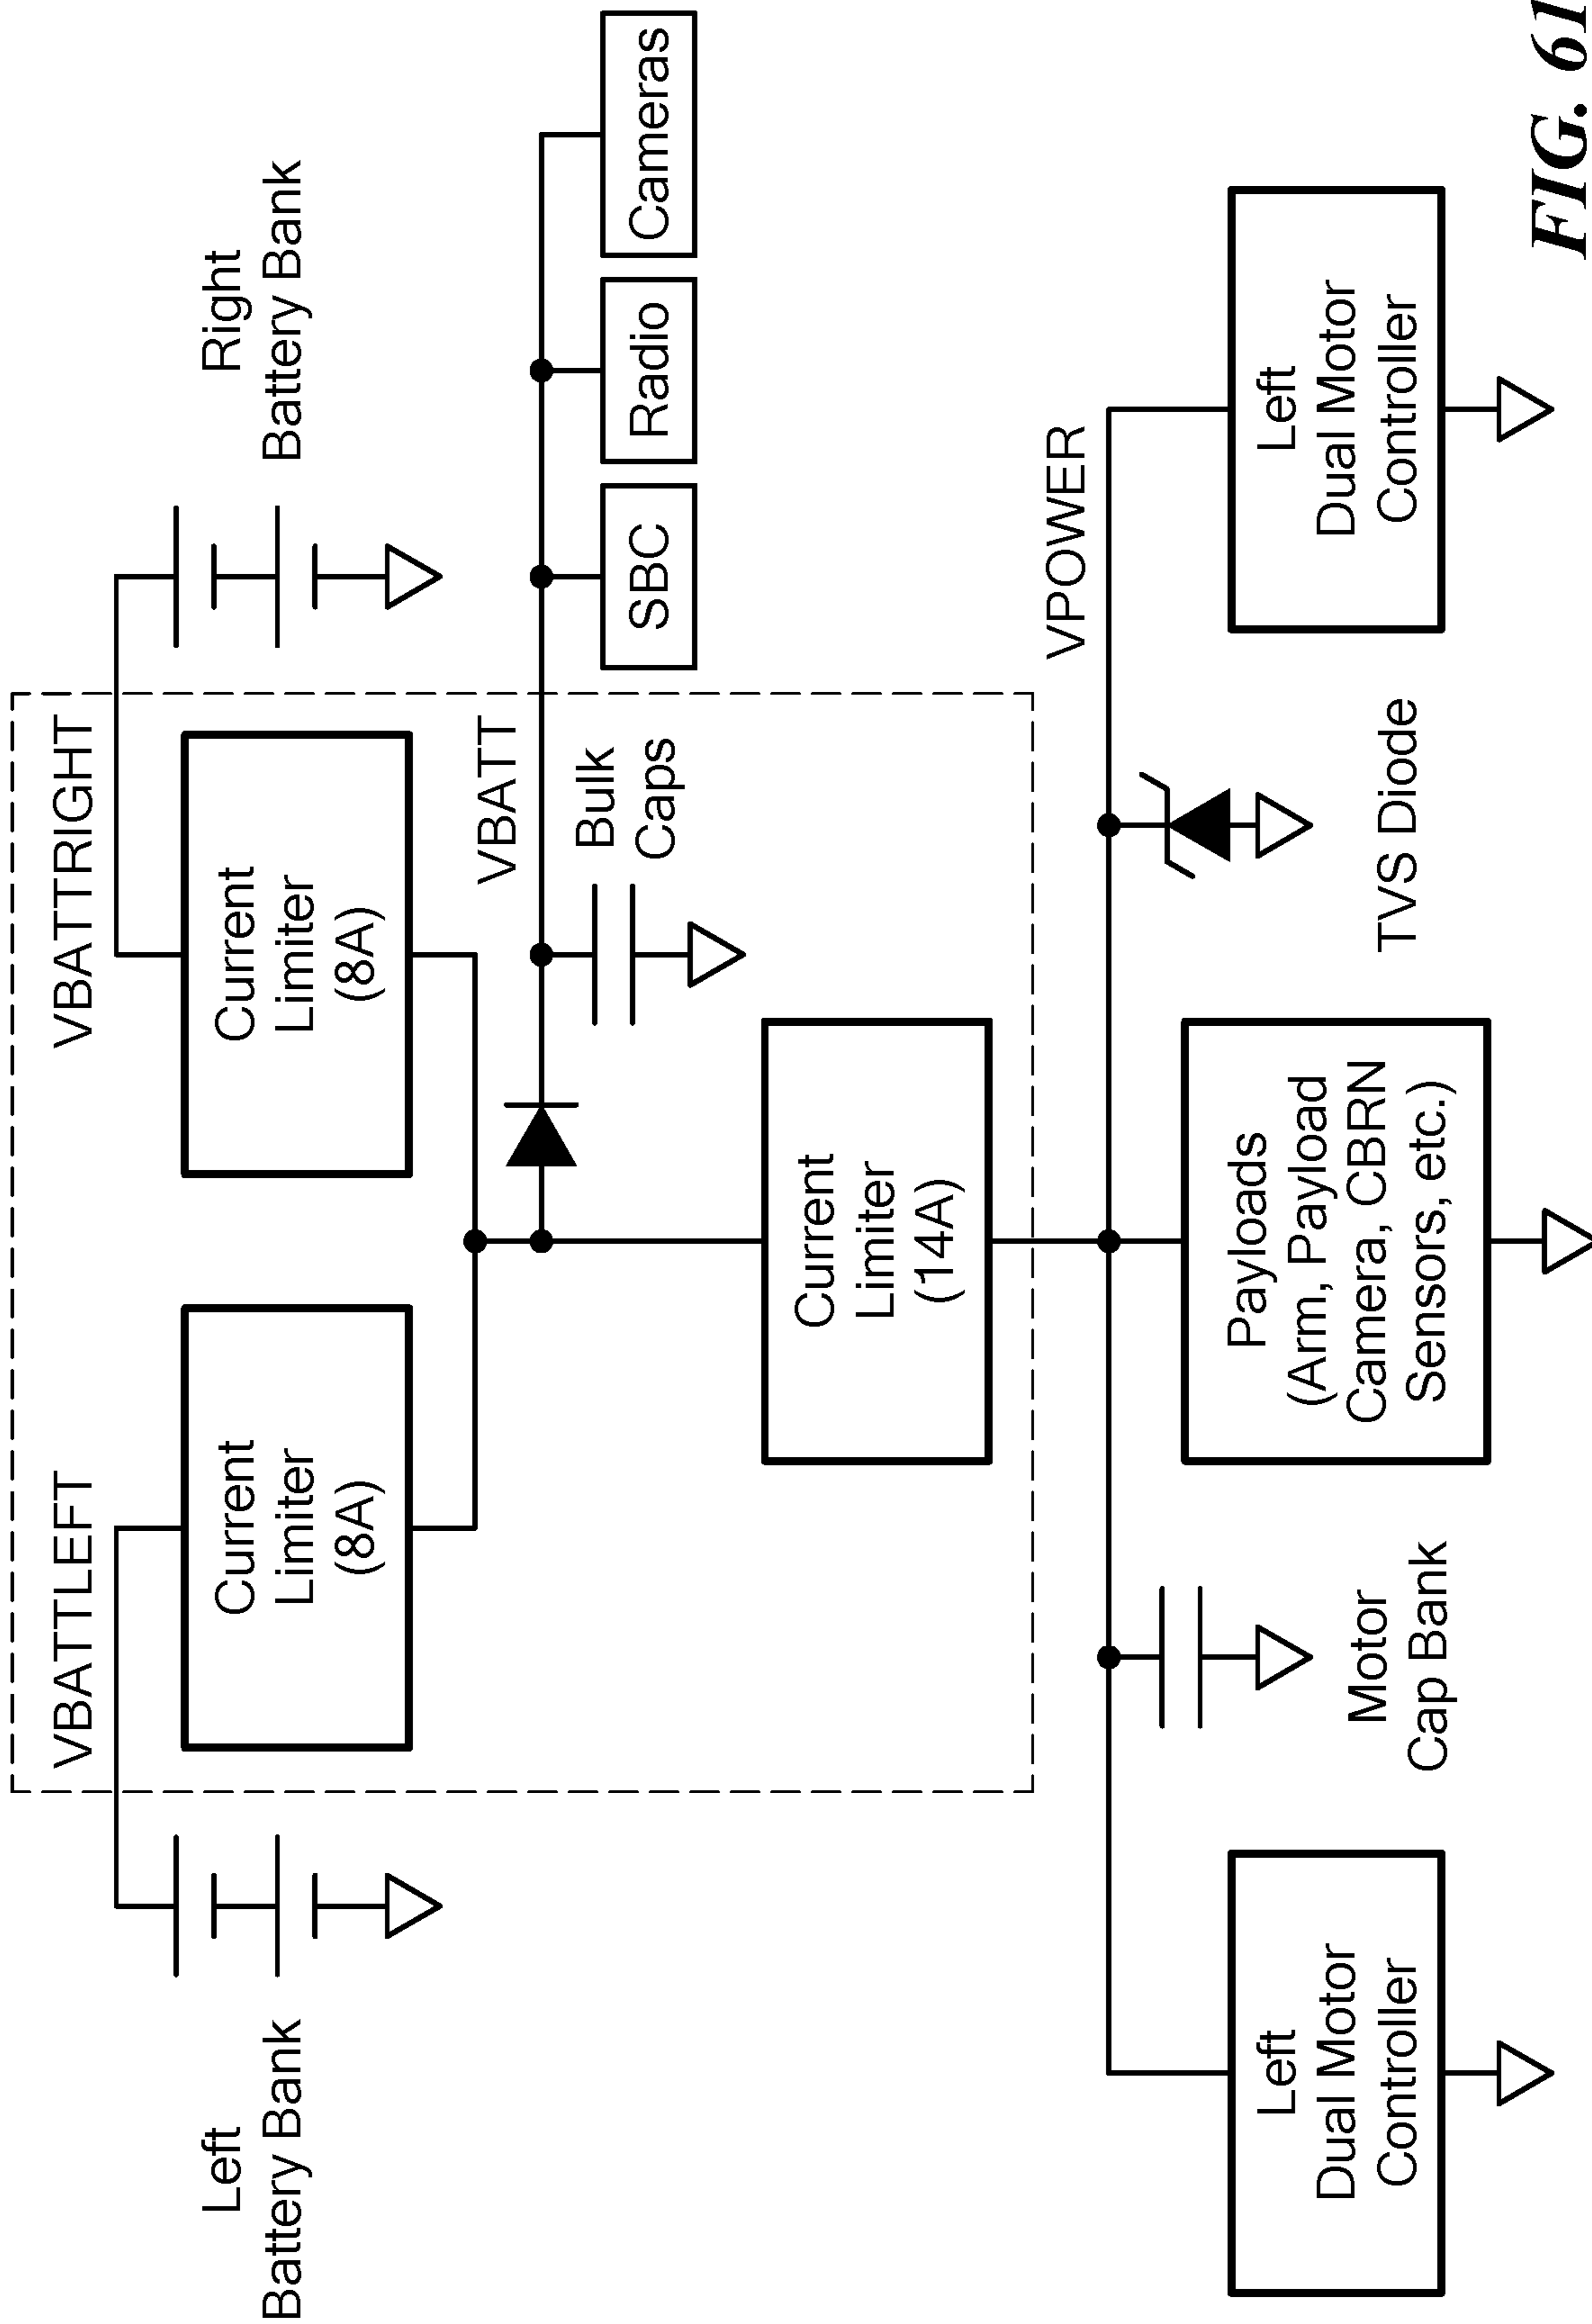 VBATTLEFT
VBATTRIGHT
Left
Battery Bank
Current
Limiter
(8A)
Current
Limiter
(8A)
Right
Battery Bank
VBATT
Bulk
Caps
SBC
Radio
Cameras
Current
Limiter
(14A)
VPOWER
Left
Dual Motor
Controller
Motor
Cap Bank
Payloads
(Arm, Payload
Camera, CBRN
Sensors, etc.)
TVS Diode
Left
Dual Motor
Controller
FIG. 61